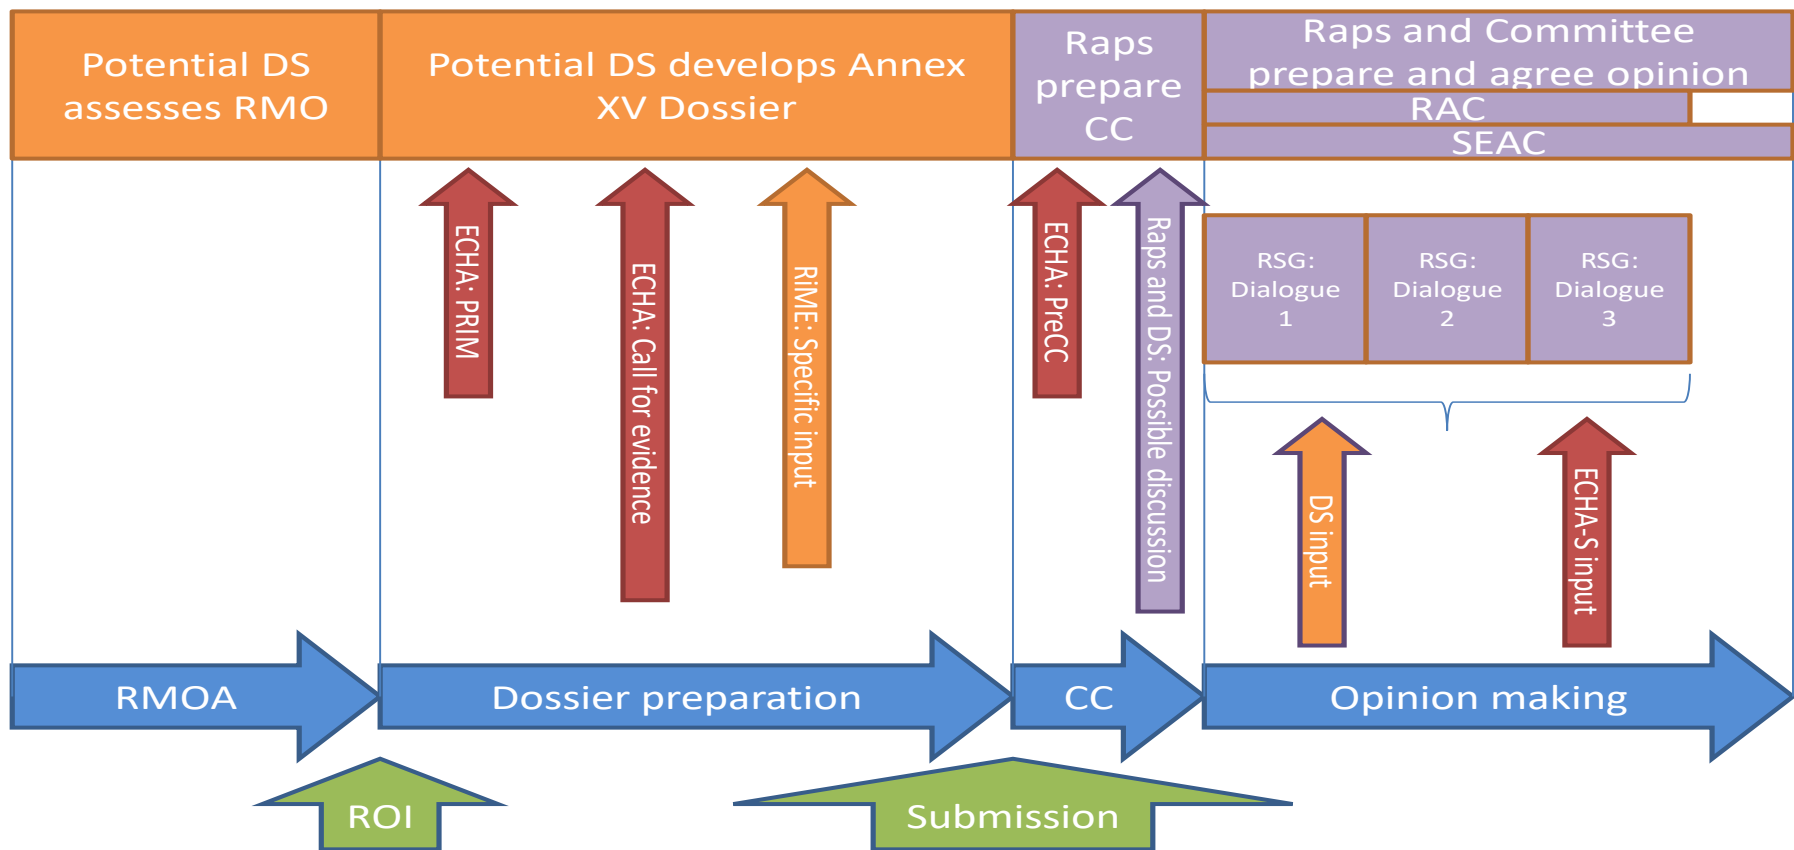 Potential DS
assesses RMO
Potential DS develops Annex
XV Dossier
Raps
prepare
CC
Raps and Committee
prepare and agree opinion
RAC
SEAC
ECHA: PRIM
ECHA: Call for evidence
RiME: Specific input
ECHA: PreCC
Raps and DS: Possible discussion
RSG:
Dialogue
1
RSG:
Dialogue
2
RSG:
Dialogue
3
DS input
ECHA-S input
RMOA
Dossier preparation
CC
Opinion making
ROI
Submission